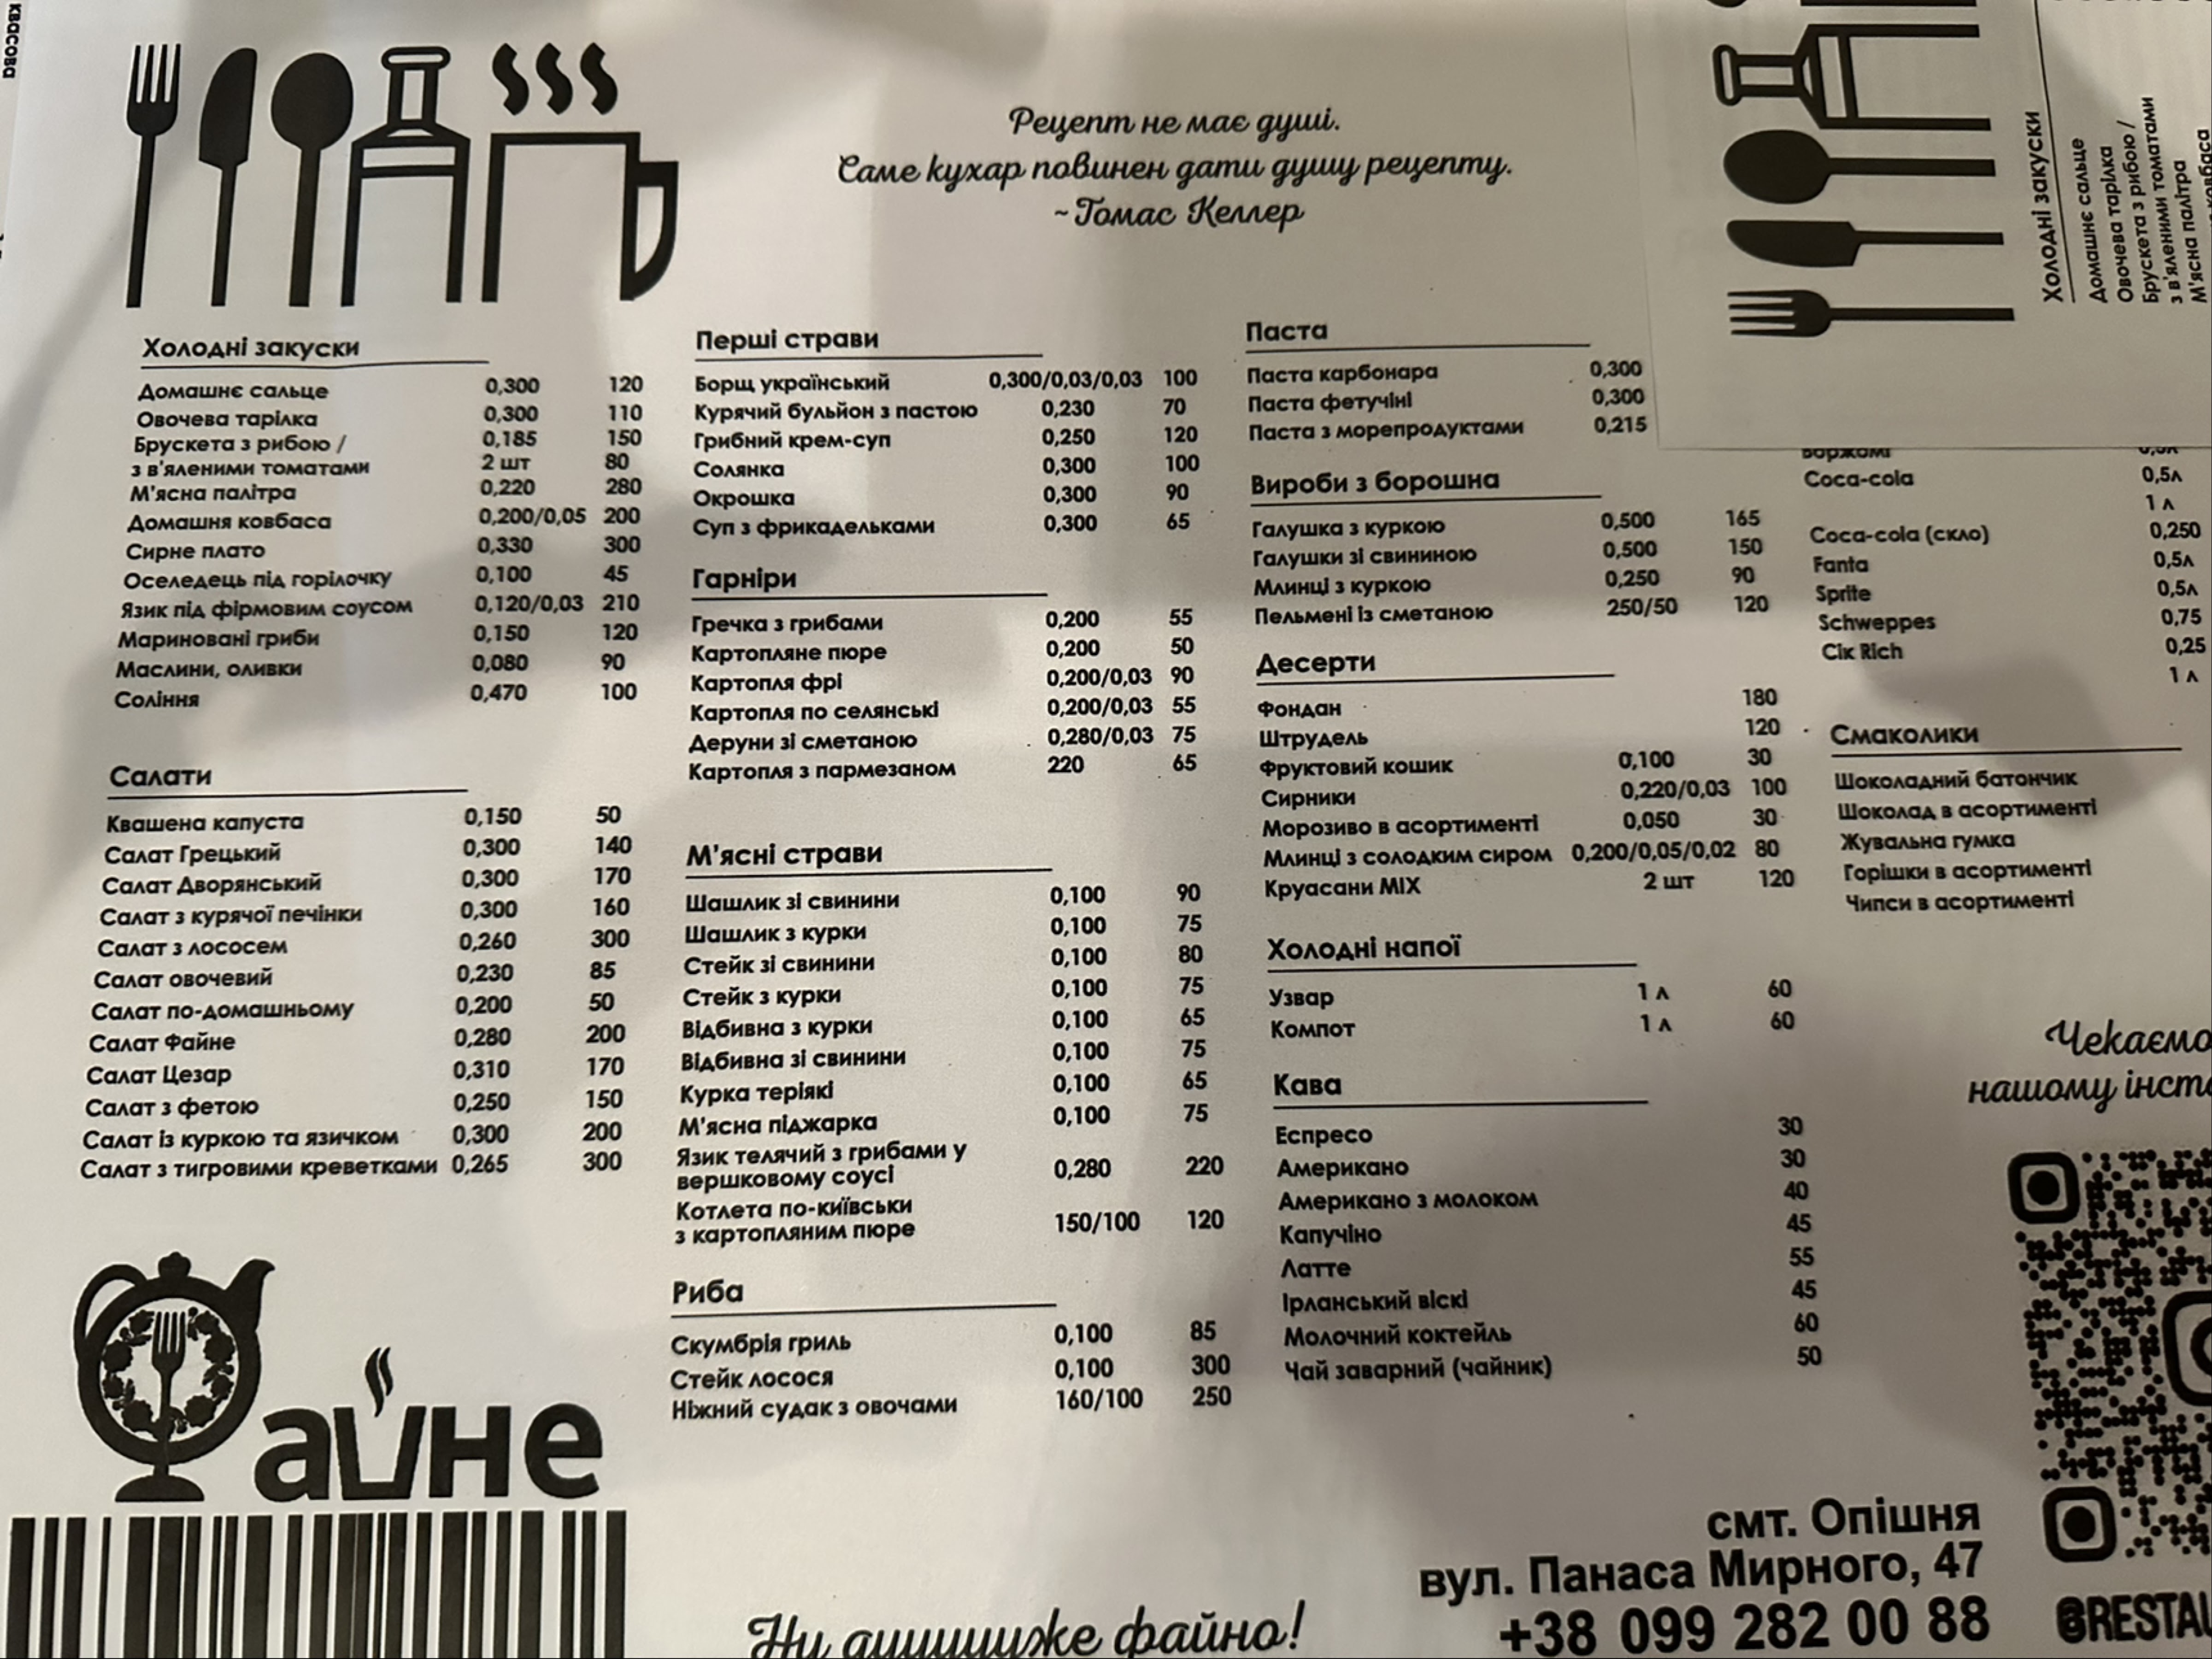 квасова
Рецепт не має душі.
Саме кухар повинен дати душу рецепту.
~Томас Келлер
Холодні закуски
Домашнє сальце 0,300 120
Овочева тарілка 0,300 110
Брускета з рибою / 0,185 150
з в'яленими томатами 2 шт 80
М'ясна палітра 0,220 280
Домашня ковбаса 0,200/0,05 200
Сирне плато 0,330 300
Оселедець під горілочку 0,100 45
Язик під фірмовим соусом 0,120/0,03 210
Мариновані гриби 0,150 120
Маслини, оливки 0,080 90
Соління 0,470 100
Салати
Квашена капуста 0,150 50
Салат Грецький 0,300 140
Салат Дворянський 0,300 170
Салат з курячої печінки 0,300 160
Салат з лососем 0,260 300
Салат овочевий 0,230 85
Салат по-домашньому 0,200 50
Салат Файне 0,280 200
Салат Цезар 0,310 170
Салат з фетою 0,250 150
Салат із куркою та язичком 0,300 200
Салат з тигровими креветками 0,265 300
Файне
Перші страви
Борщ український 0,300/0,03/0,03 100
Курячий бульйон з пастою 0,230 70
Грибний крем-суп 0,250 120
Солянка 0,300 100
Окрошка 0,300 90
Суп з фрикадельками 0,300 65
Гарніри
Гречка з грибами 0,200 55
Картопляне пюре 0,200 50
Картопля фрі 0,200/0,03 90
Картопля по селянські 0,200/0,03 55
Деруни зі сметаною 0,280/0,03 75
Картопля з пармезаном 220 65
М'ясні страви
Шашлик зі свинини 0,100 90
Шашлик з курки 0,100 75
Стейк зі свинини 0,100 80
Стейк з курки 0,100 75
Відбивна з курки 0,100 65
Відбивна зі свинини 0,100 75
Курка теріякі 0,100 65
М'ясна піджарка 0,100 75
Язик телячий з грибами у
вершковому соусі 0,280 220
Котлета по-київськи
з картопляним пюре 150/100 120
Риба
Скумбрія гриль 0,100 85
Стейк лосося 0,100 300
Ніжний судак з овочами 160/100 250
Паста
Паста карбонара 0,300
Паста фетучіні 0,300
Паста з морепродуктами 0,215
Вироби з борошна
Галушка з куркою 0,500 165
Галушки зі свининою 0,500 150
Млинці з куркою 0,250 90
Пельмені із сметаною 250/50 120
Десерти
Фондан 180
Штрудель 120
Фруктовий кошик 0,100 30
Сирники 0,220/0,03 100
Морозиво в асортименті 0,050 30
Млинці з солодким сиром 0,200/0,05/0,02 80
Круасани MIX 2 шт 120
Холодні напої
Узвар 1 л 60
Компот 1 л 60
Кава
Еспресо 30
Американо 30
Американо з молоком 40
Капучіно 45
Латте 55
Ірланський віскі 45
Молочний коктейль 60
Чай заварний (чайник) 50
Боржомі
Coca-cola 0,5л
1 л
Coca-cola (скло) 0,250
Fanta 0,5л
Sprite 0,5л
Schweppes 0,75
Сік Rich 0,25
1 л
Смаколики
Шоколадний батончик
Шоколад в асортименті
Жувальна гумка
Горішки в асортименті
Чипси в асортименті
Чекаємо
нашому інст
Холодні закуски
Домашнє сальце
Овочева тарілка
Брускета з рибою /
з в'яленими томатами
М'ясна палітра
смт. Опішня
вул. Панаса Мирного, 47
+38 099 282 00 88
@RESTAU
Ну дуууууже файно!